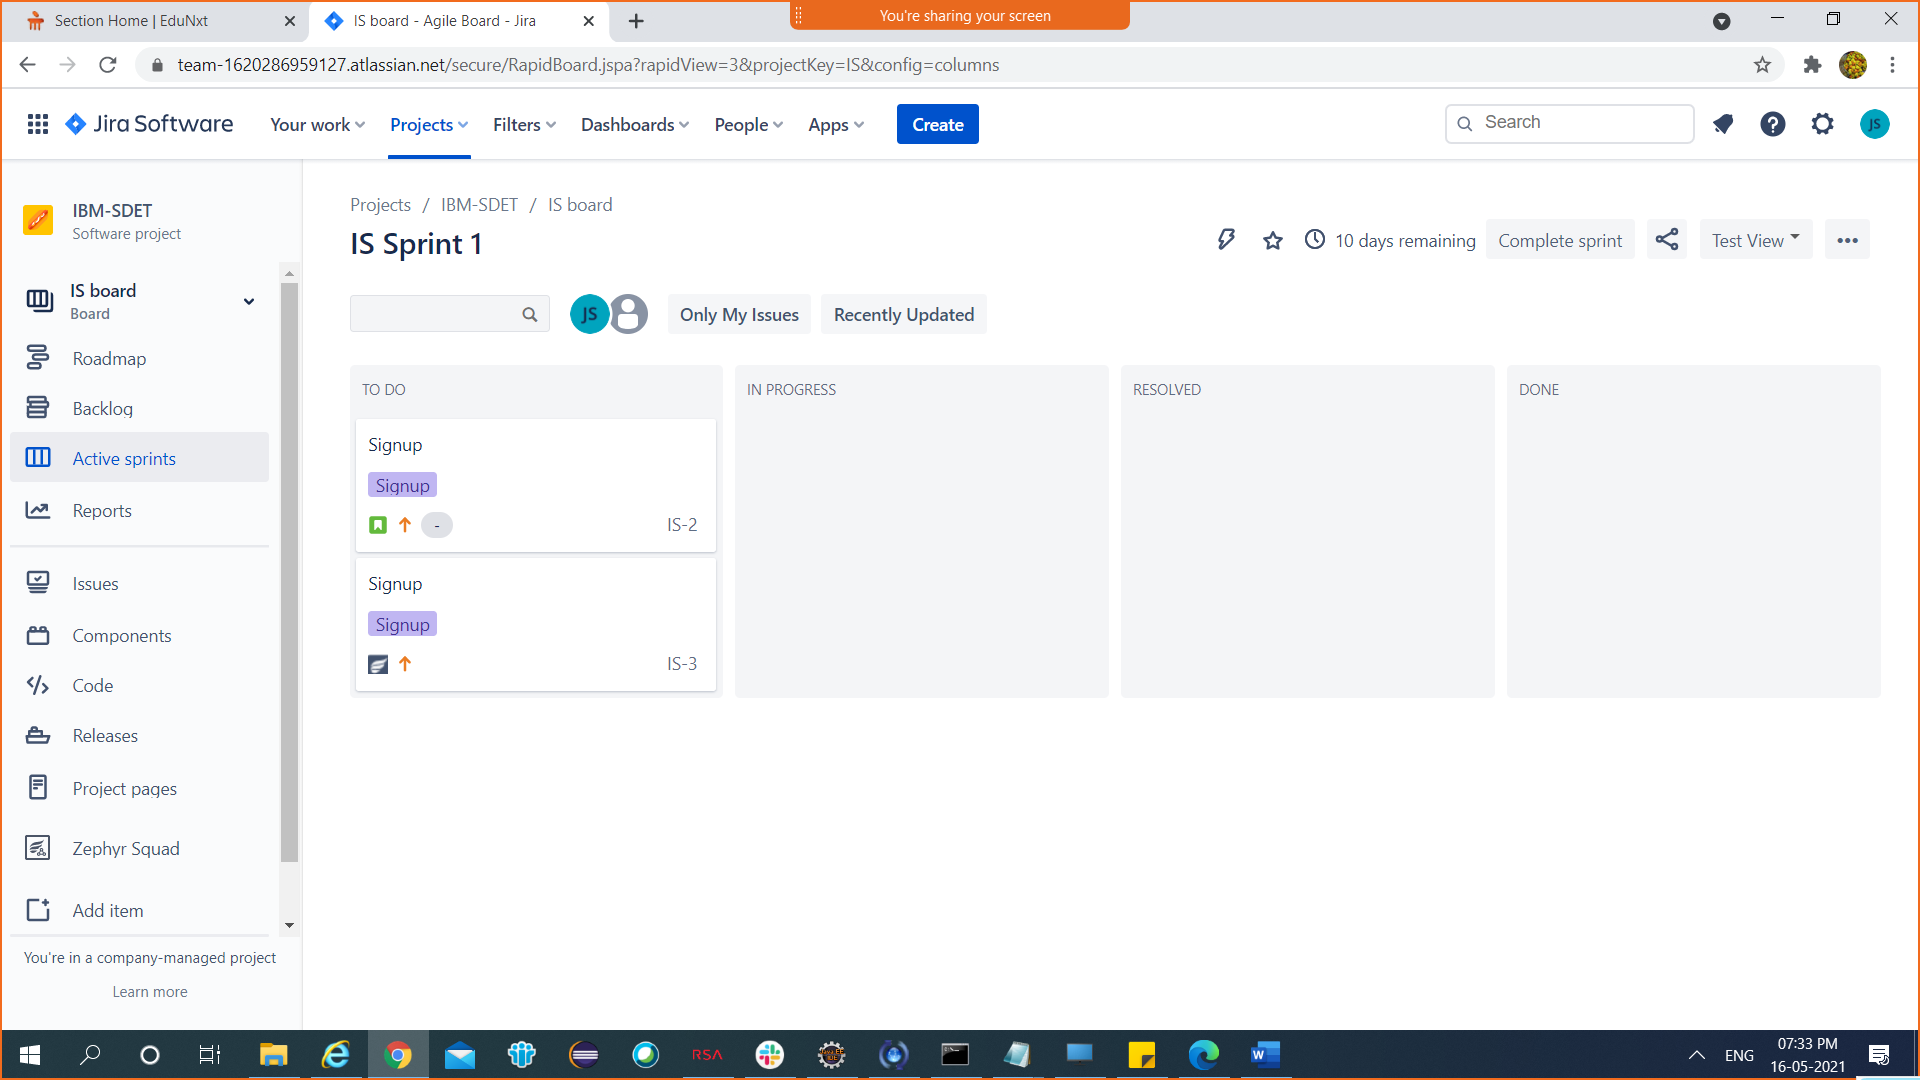 Section Home | EduNxt
IS board - Agile Board - Jira
You're sharing your screen
team-1620286959127.atlassian.net/secure/RapidBoard.jspa?rapidView=3&projectKey=IS&config=columns
Jira Software
Your work
Projects
Filters
Dashboards
People
Apps
Create
Search
JS
IBM-SDET
Software project
IS board
Board
Roadmap
Backlog
Active sprints
Reports
Issues
Components
Code
Releases
Project pages
Zephyr Squad
Add item
You're in a company-managed project
Learn more
Projects / IBM-SDET / IS board
IS Sprint 1
10 days remaining
Complete sprint
Test View
JS
Only My Issues
Recently Updated
TO DO
IN PROGRESS
RESOLVED
DONE
Signup
Signup
-
IS-2
Signup
Signup
IS-3
RSA
ENG
07:33 PM
16-05-2021